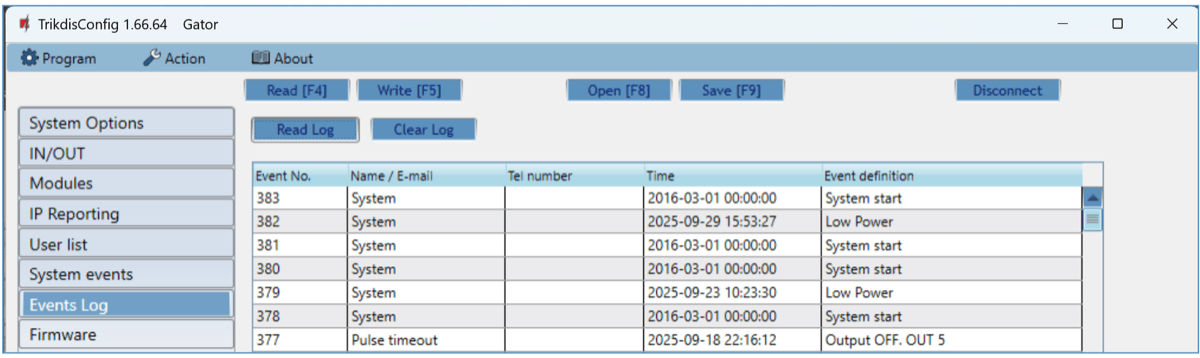 TrikdisConfig 1.66.64 Gator
Program Action About
Read [F4] Write [F5] Open [F8] Save [F9] Disconnect
Read Log Clear Log
System Options
IN/OUT
Modules
IP Reporting
User list
System events
Events Log
Firmware
Event No. Name / E-mail Tel number Time Event definition
383 System 2016-03-01 00:00:00 System start
382 System 2025-09-29 15:53:27 Low Power
381 System 2016-03-01 00:00:00 System start
380 System 2016-03-01 00:00:00 System start
379 System 2025-09-23 10:23:30 Low Power
378 System 2016-03-01 00:00:00 System start
377 Pulse timeout 2025-09-18 22:16:12 Output OFF. OUT 5